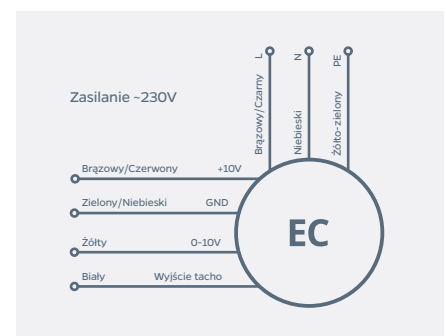 L
N
PE
Zasilanie ~230V
Brązowy/Czarny
Niebieski
Żółto-zielony
Brązowy/Czerwony +10V
Zielony/Niebieski GND
Żółty 0-10V
Biały Wyjście tacho
EC